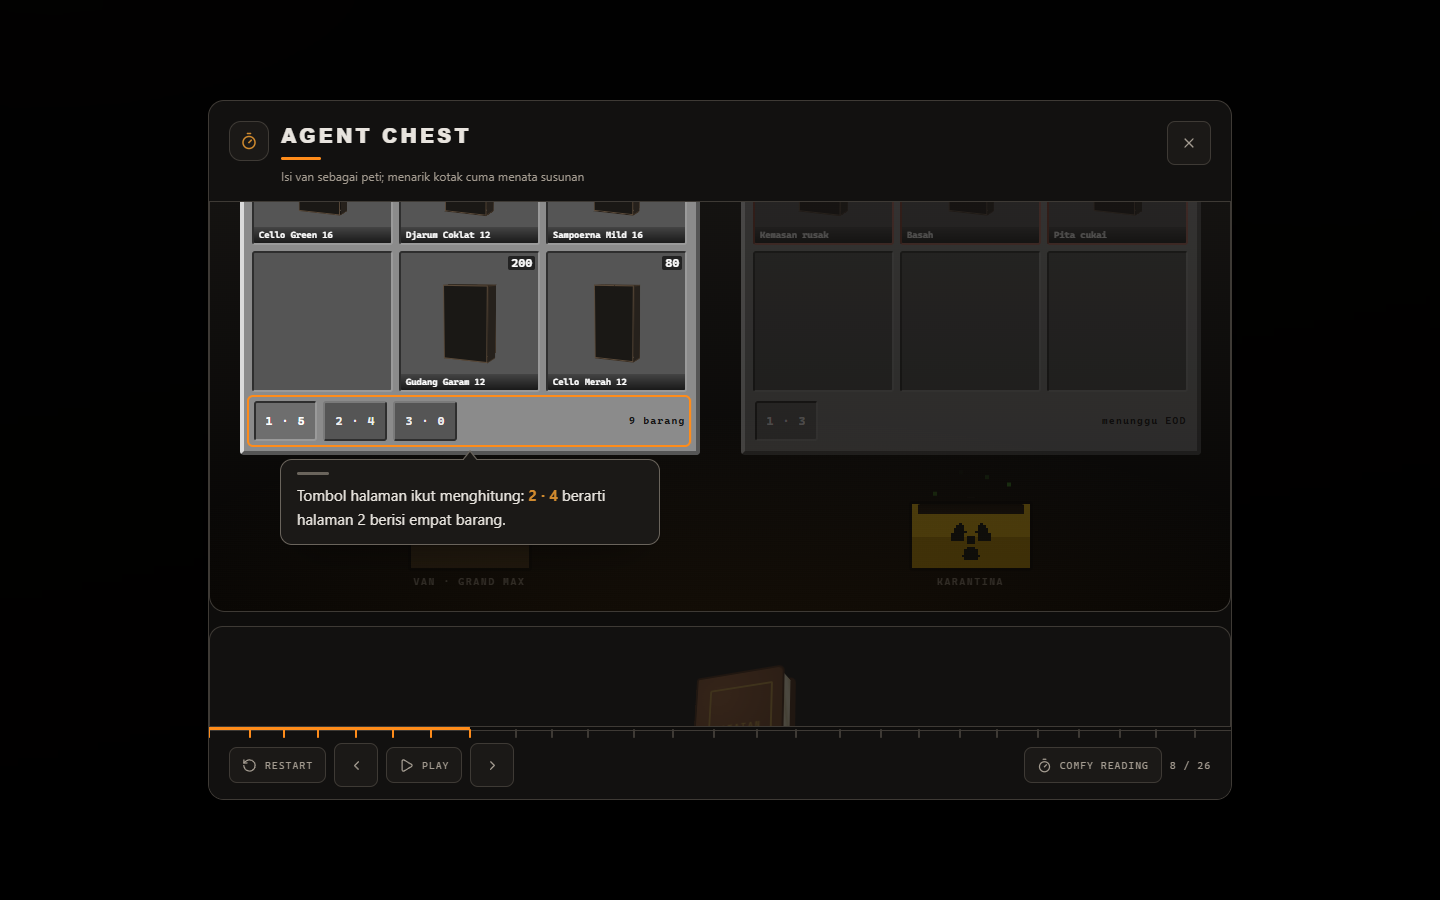 AGENT CHEST
Isi van sebagai peti; menarik kotak cuma menata susunan
Cello Green 16
Djarum Coklat 12
Sampoerna Mild 16
Kemasan rusak
Basah
Pita cukai
200
80
Gudang Garam 12
Cello Merah 12
1 · 5
2 · 4
3 · 0
9 barang
1 · 3
menunggu EOD
Tombol halaman ikut menghitung: 2 · 4 berarti
halaman 2 berisi empat barang.
VAN · GRAND MAX
KARANTINA
RESTART
PLAY
COMFY READING
8 / 26